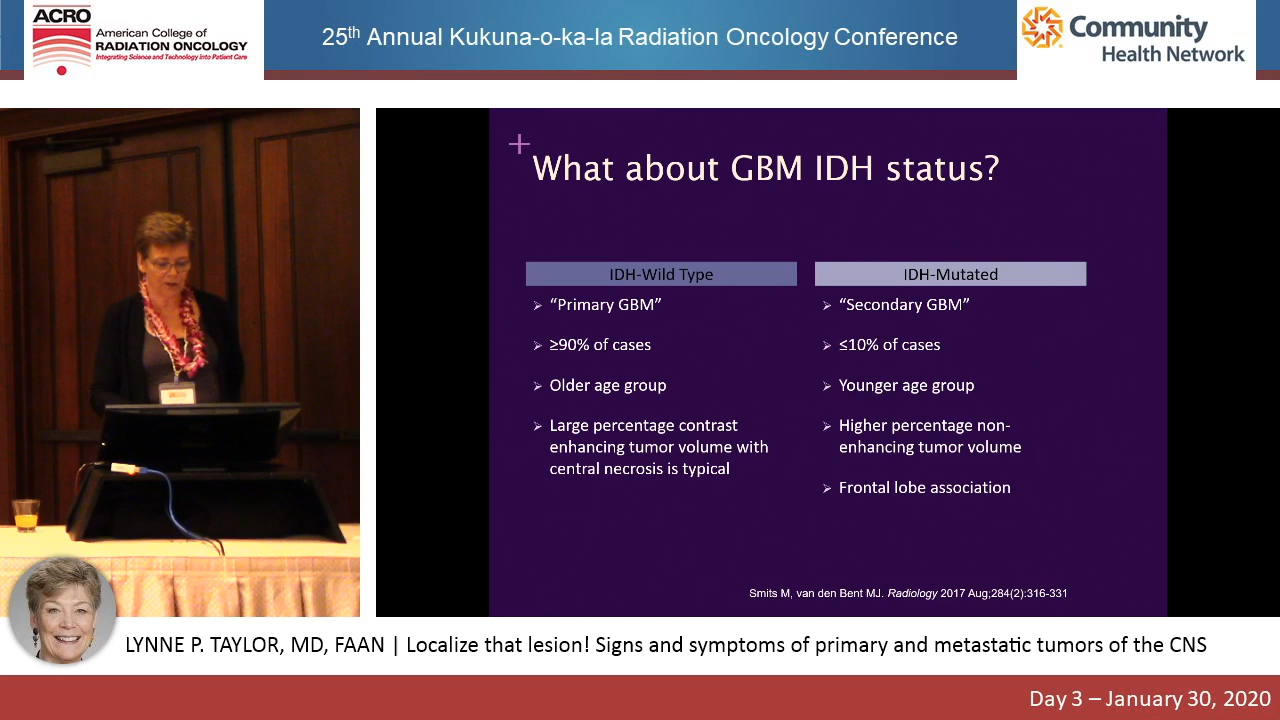 ACRO
American College of
RADIATION ONCOLOGY
Integrating Science and Technology Into Patient Care
25th Annual Kukuna-o-ka-la Radiation Oncology Conference
Community
Health Network
What about GBM IDH status?
IDH-Wild Type
➢ “Primary GBM”
➢ ≥90% of cases
➢ Older age group
➢ Large percentage contrast
enhancing tumor volume with
central necrosis is typical
IDH-Mutated
➢ “Secondary GBM”
➢ ≤10% of cases
➢ Younger age group
➢ Higher percentage non-
enhancing tumor volume
➢ Frontal lobe association
Smits M, van den Bent MJ. Radiology 2017 Aug;284(2):316-331
LYNNE P. TAYLOR, MD, FAAN | Localize that lesion! Signs and symptoms of primary and metastatic tumors of the CNS
Day 3 – January 30, 2020